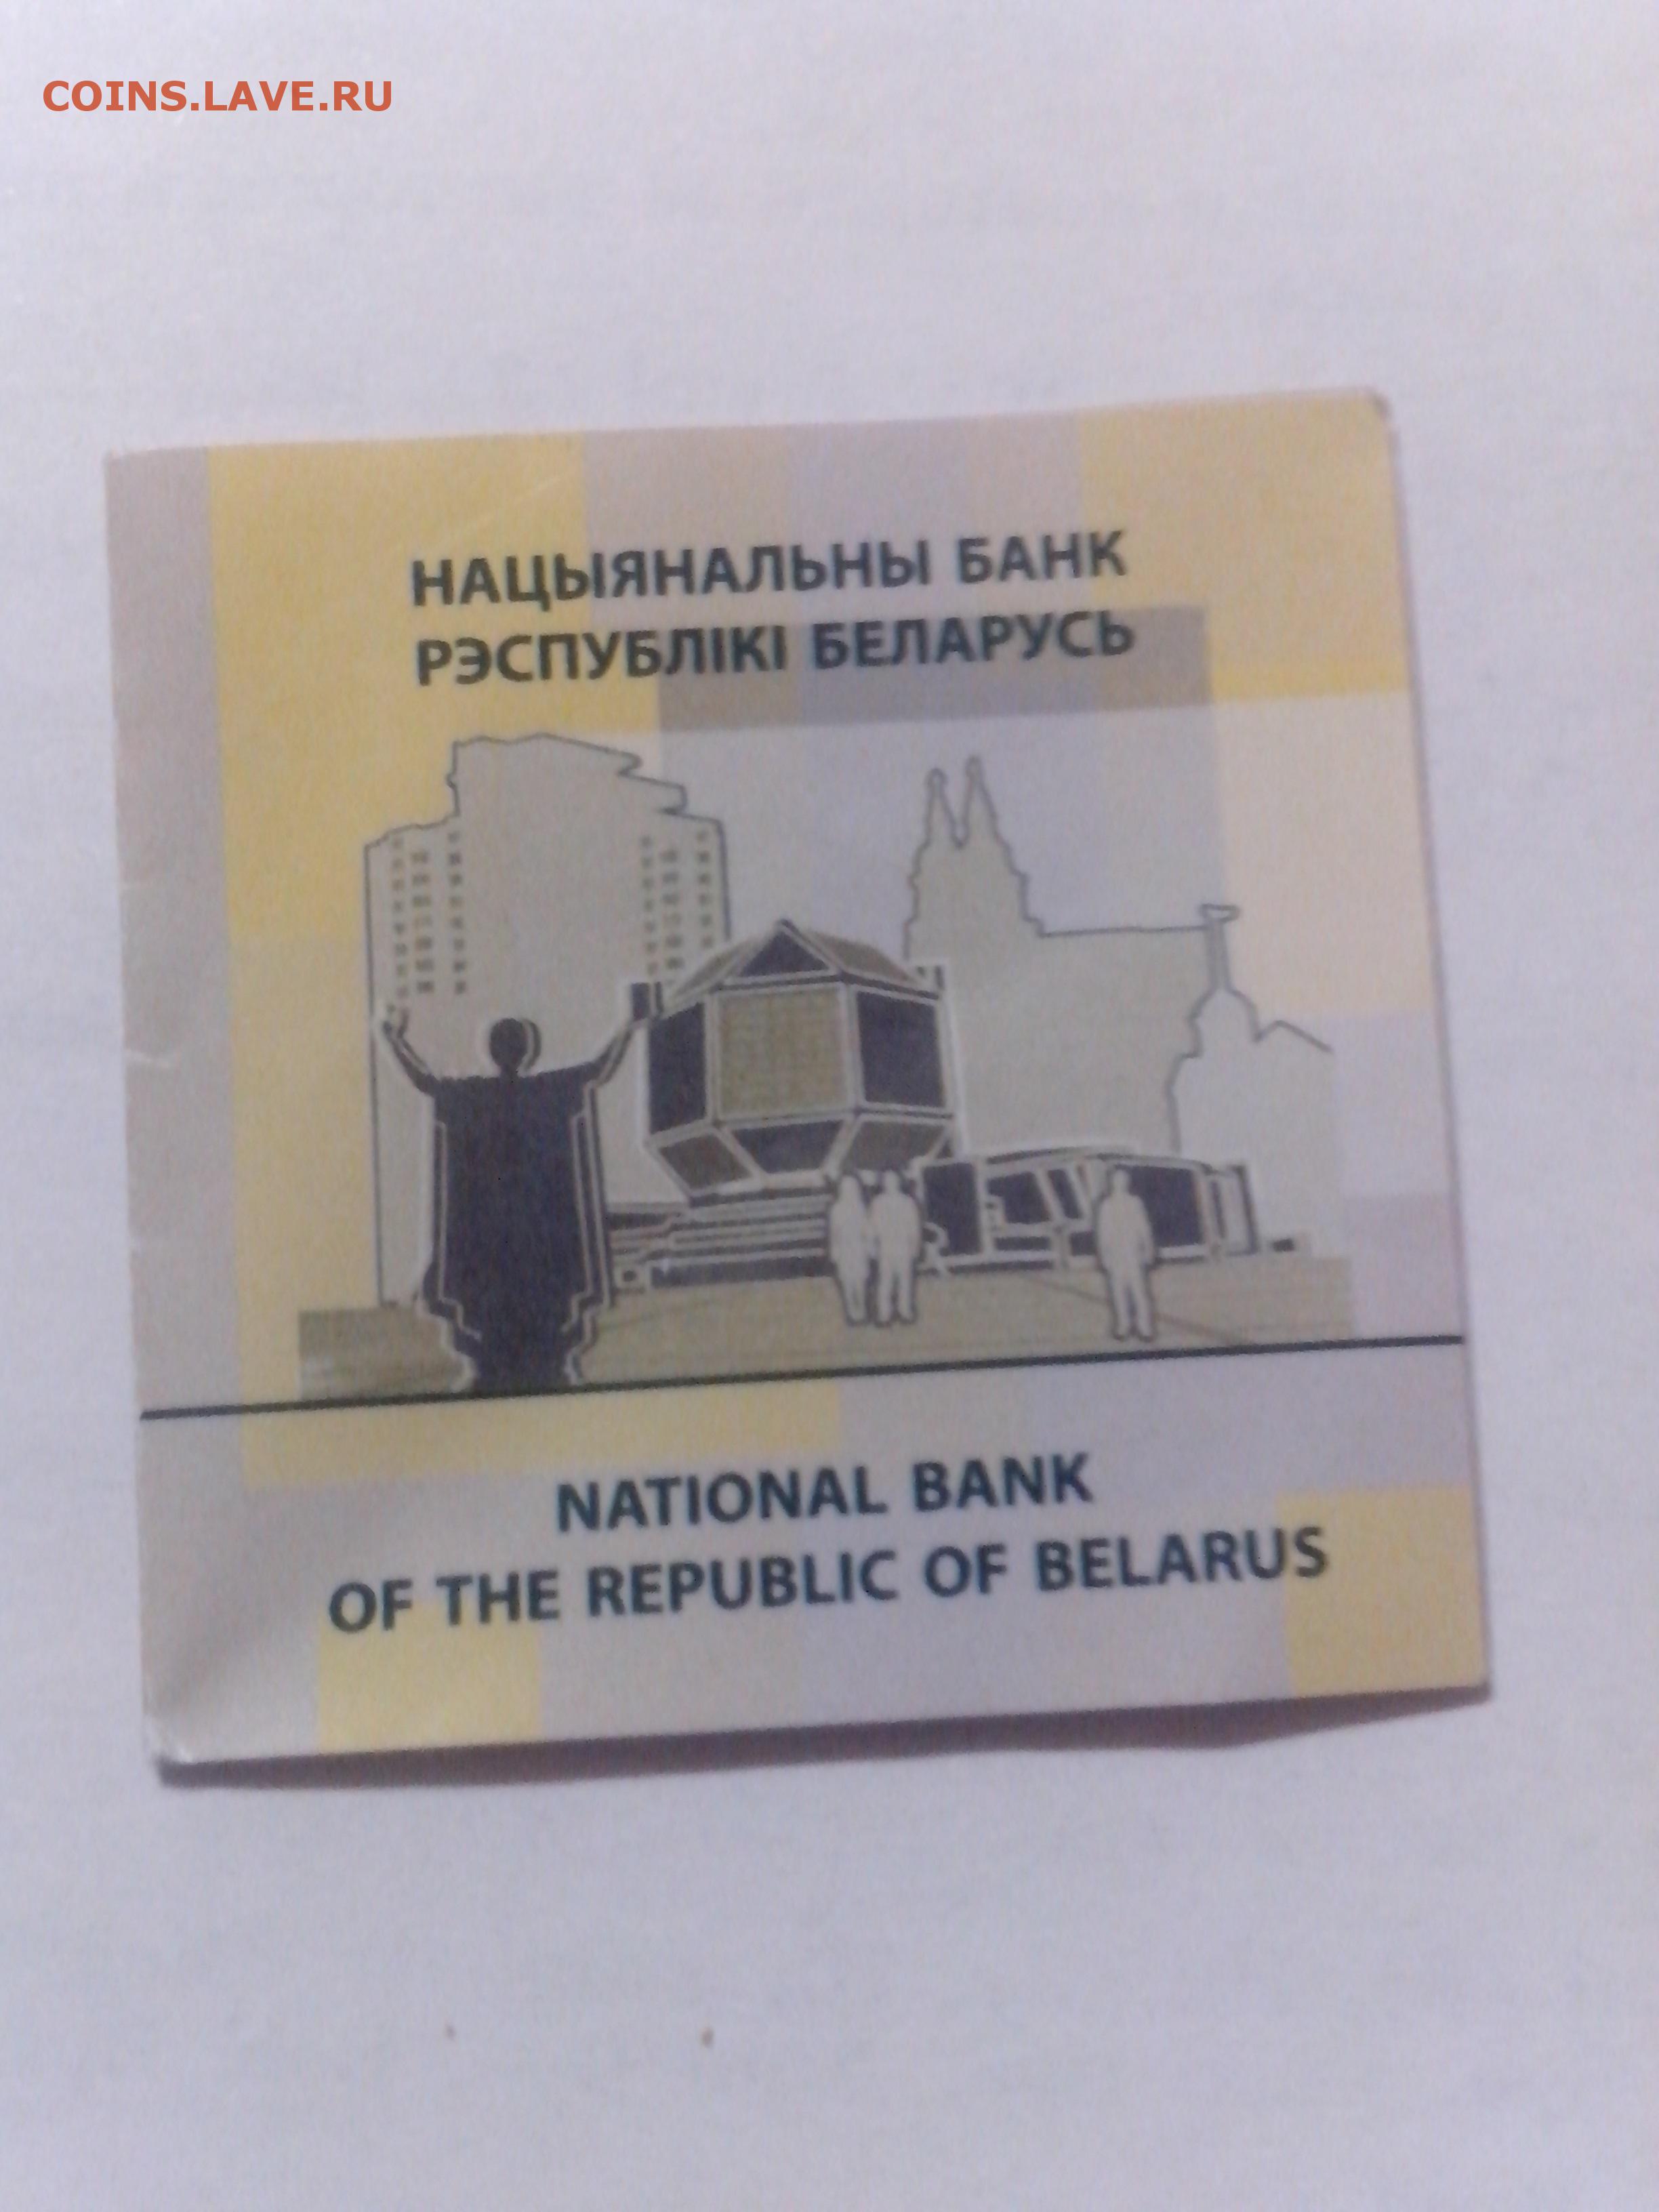 COINS.LAVE.RU
НАЦЫЯНАЛЬНЫ БАНК
РЭСПУБЛІКІ БЕЛАРУСЬ
NATIONAL BANK
OF THE REPUBLIC OF BELARUS